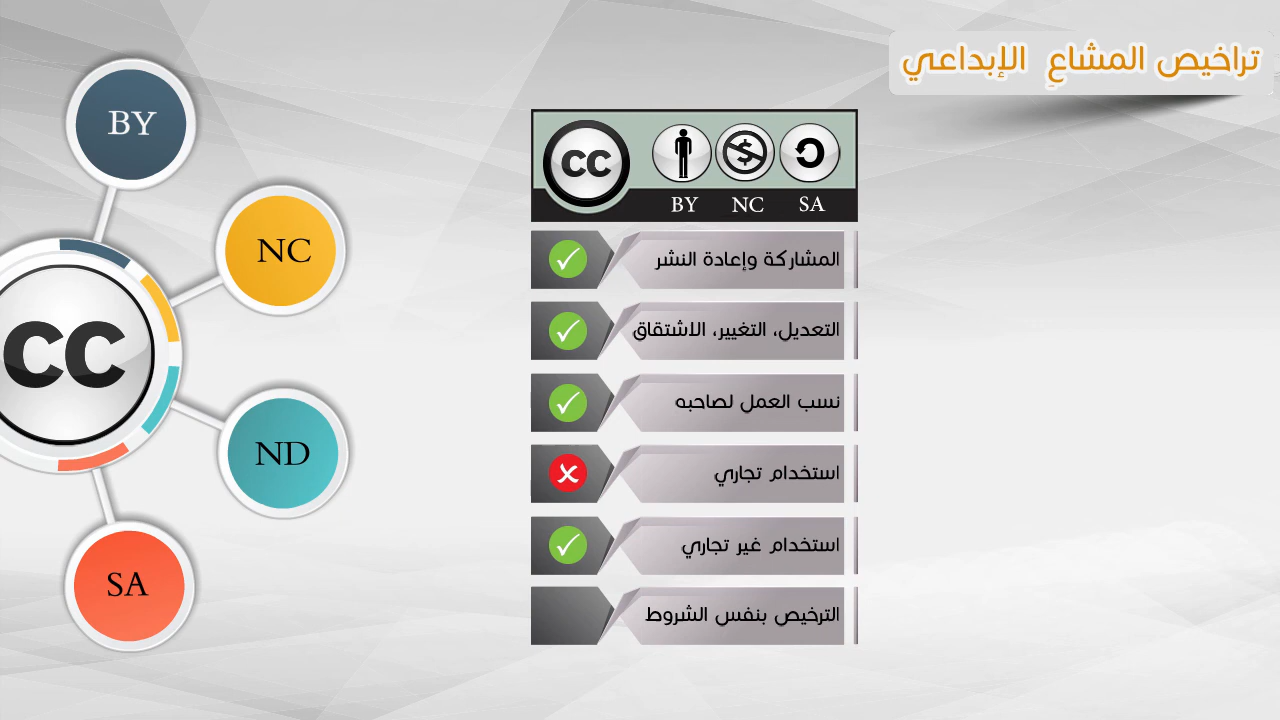 تراخيص المشاعِ الإبداعي
BY
NC
CC
ND
SA
CC
BY NC SA
المشاركة وإعادة النشر
التعديل، التغيير، الاشتقاق
نسب العمل لصاحبه
استخدام تجاري
استخدام غير تجاري
الترخيص بنفس الشروط